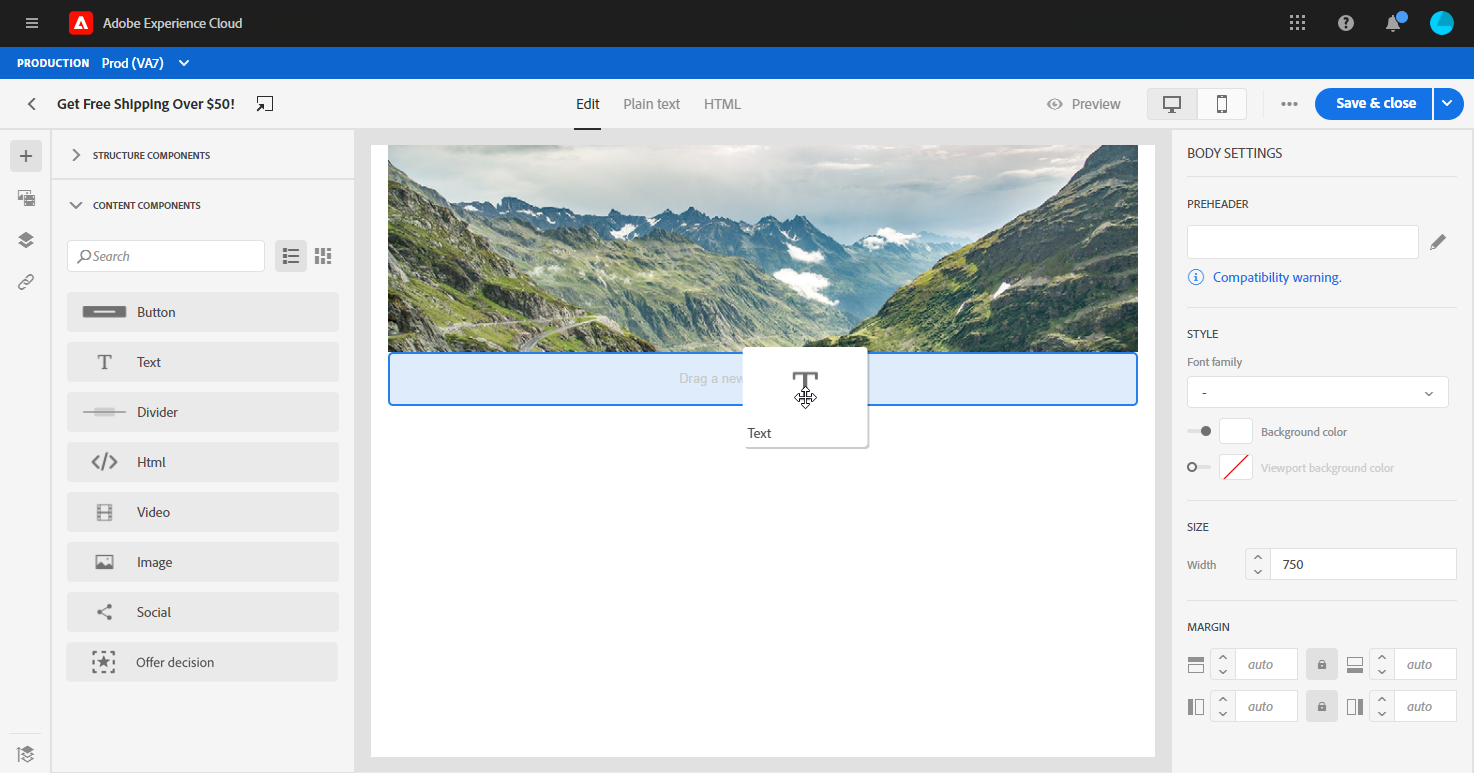 Adobe Experience Cloud
PRODUCTION Prod (VA7)
Get Free Shipping Over $50!
Edit Plain text HTML
Preview
Save & close
STRUCTURE COMPONENTS
CONTENT COMPONENTS
Search
Button
Text
Divider
Html
Video
Image
Social
Offer decision
Drag a new
Text
BODY SETTINGS
PREHEADER
Compatibility warning.
STYLE
Font family
-
Background color
Viewport background color
SIZE
Width 750
MARGIN
auto auto
auto auto